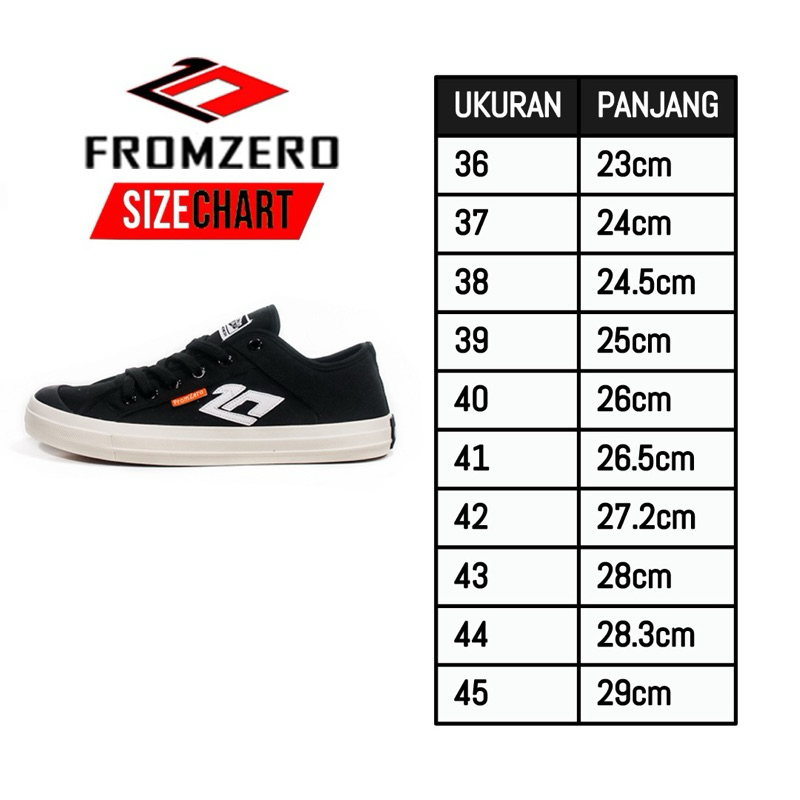 FROMZERO
SIZECHART
FromZero
UKURAN PANJANG
36 23cm
37 24cm
38 24.5cm
39 25cm
40 26cm
41 26.5cm
42 27.2cm
43 28cm
44 28.3cm
45 29cm